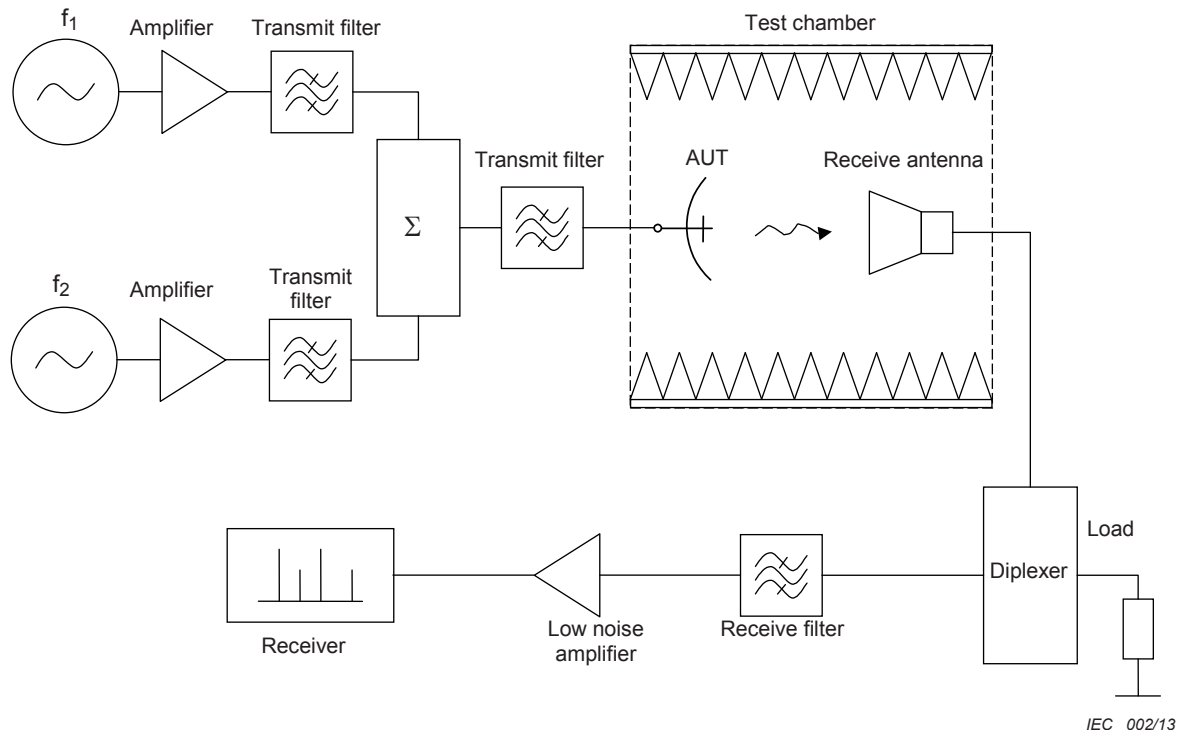 f1
Amplifier
Transmit filter
Test chamber
Σ
Transmit filter
AUT
Receive antenna
f2
Amplifier
Transmit
filter
Load
Diplexer
Receiver
Low noise
amplifier
Receive filter
IEC 002/13